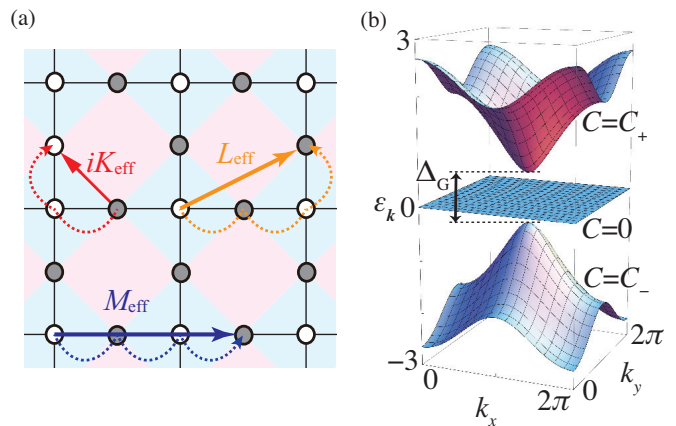 (a)
iK_eff
L_eff
M_eff
(b)
3
C=C_+
Δ_G
ε_k 0
C=0
C=C_-
-3
0
k_x
2π
0
k_y
2π